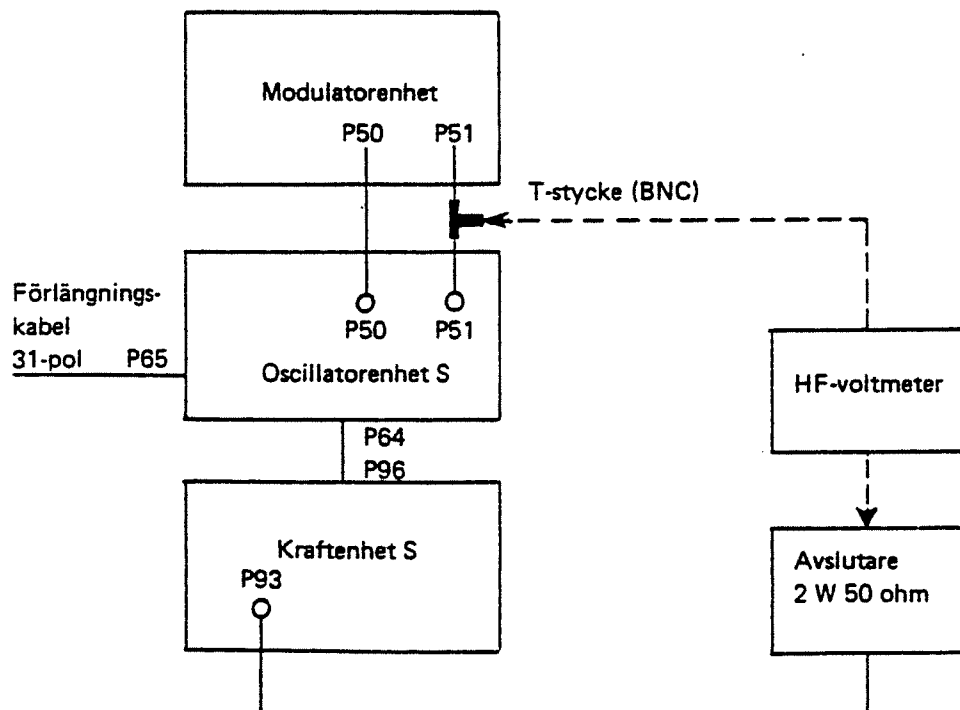 Modulatorenhet
P50 P51
T-stycke (BNC)
Förlängnings-
kabel
31-pol P65
P50 P51
Oscillatorenhet S
HF-voltmeter
P64
P96
Kraftenhet S
P93
Avslutare
2 W 50 ohm